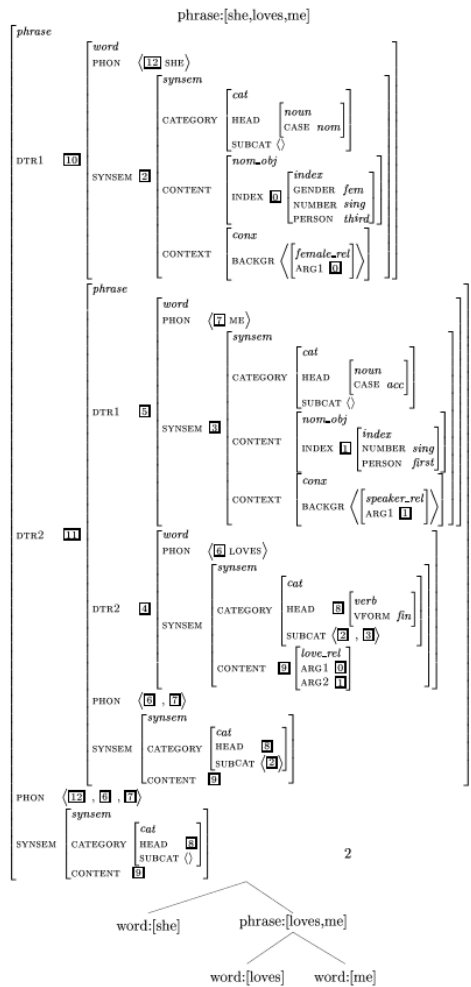 phrase:[she,loves,me]
phrase
word
PHON ⟨ 12 SHE⟩
synsem
cat
CATEGORY HEAD noun
CASE nom
SUBCAT ⟨⟩
nom_obj
DTR1 10 SYNSEM 2 CONTENT INDEX 0 index
GENDER fem
NUMBER sing
PERSON third
conx
CONTEXT BACKGR ⟨ female_rel
ARG1 0 ⟩
phrase
word
PHON ⟨ 7 ME⟩
synsem
cat
CATEGORY HEAD noun
CASE acc
SUBCAT ⟨⟩
nom_obj
DTR1 5 SYNSEM 3 CONTENT INDEX 1 index
NUMBER sing
PERSON first
conx
CONTEXT BACKGR ⟨ speaker_rel
ARG1 1 ⟩
DTR2 11
word
PHON ⟨ 6 LOVES⟩
synsem
cat
DTR2 4 SYNSEM CATEGORY HEAD 8 verb
VFORM fin
SUBCAT ⟨ 2 , 3 ⟩
CONTENT 9 love_rel
ARG1 0
ARG2 1
PHON ⟨ 6 , 7 ⟩
synsem
cat
SYNSEM CATEGORY HEAD 8
SUBCAT ⟨ 2 ⟩
CONTENT 9
PHON ⟨ 12 , 6 , 7 ⟩
synsem
cat
SYNSEM CATEGORY HEAD 8
SUBCAT ⟨⟩
CONTENT 9
2
word:[she] phrase:[loves,me]
word:[loves] word:[me]